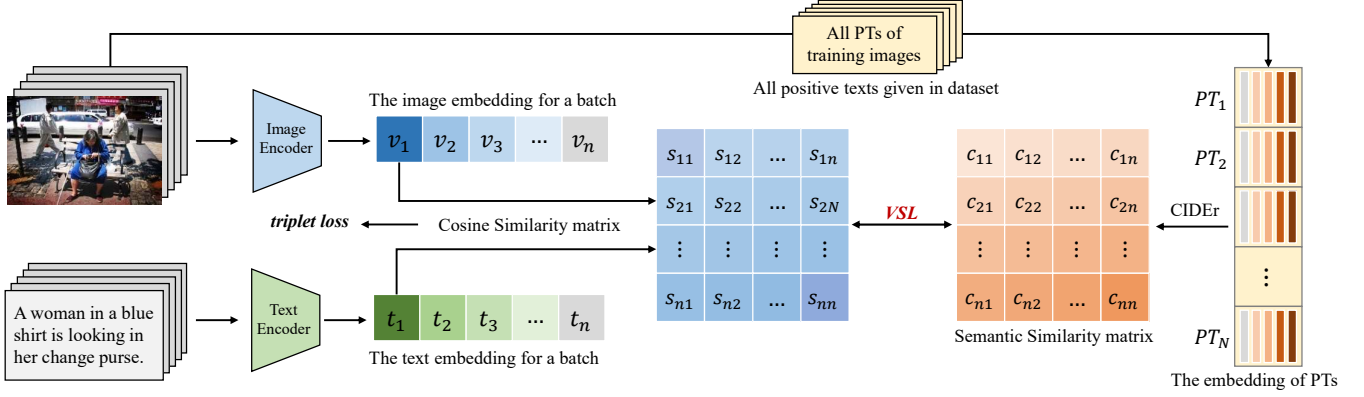 All PTs of
training images
All positive texts given in dataset
Image
Encoder
The image embedding for a batch
v₁ v₂ v₃ ... vₙ
triplet loss
Cosine Similarity matrix
A woman in a blue
shirt is looking in
her change purse.
Text
Encoder
t₁ t₂ t₃ ... tₙ
The text embedding for a batch
s₁₁ s₁₂ ... s₁ₙ
s₂₁ s₂₂ ... s₂N
⋮ ⋮ ⋮ ⋮
sₙ₁ sₙ₂ ... sₙₙ
VSL
c₁₁ c₁₂ ... c₁ₙ
c₂₁ c₂₂ ... c₂ₙ
⋮ ⋮ ⋮ ⋮
cₙ₁ cₙ₂ ... cₙₙ
Semantic Similarity matrix
CIDEr
PT₁
PT₂
⋮
PT_N
The embedding of PTs